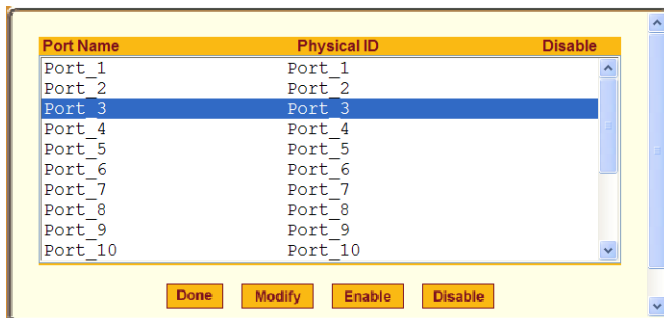 Port Name Physical ID Disable
Port_1 Port_1
Port_2 Port_2
Port_3 Port_3
Port_4 Port_4
Port_5 Port_5
Port_6 Port_6
Port_7 Port_7
Port_8 Port_8
Port_9 Port_9
Port_10 Port_10
Done Modify Enable Disable